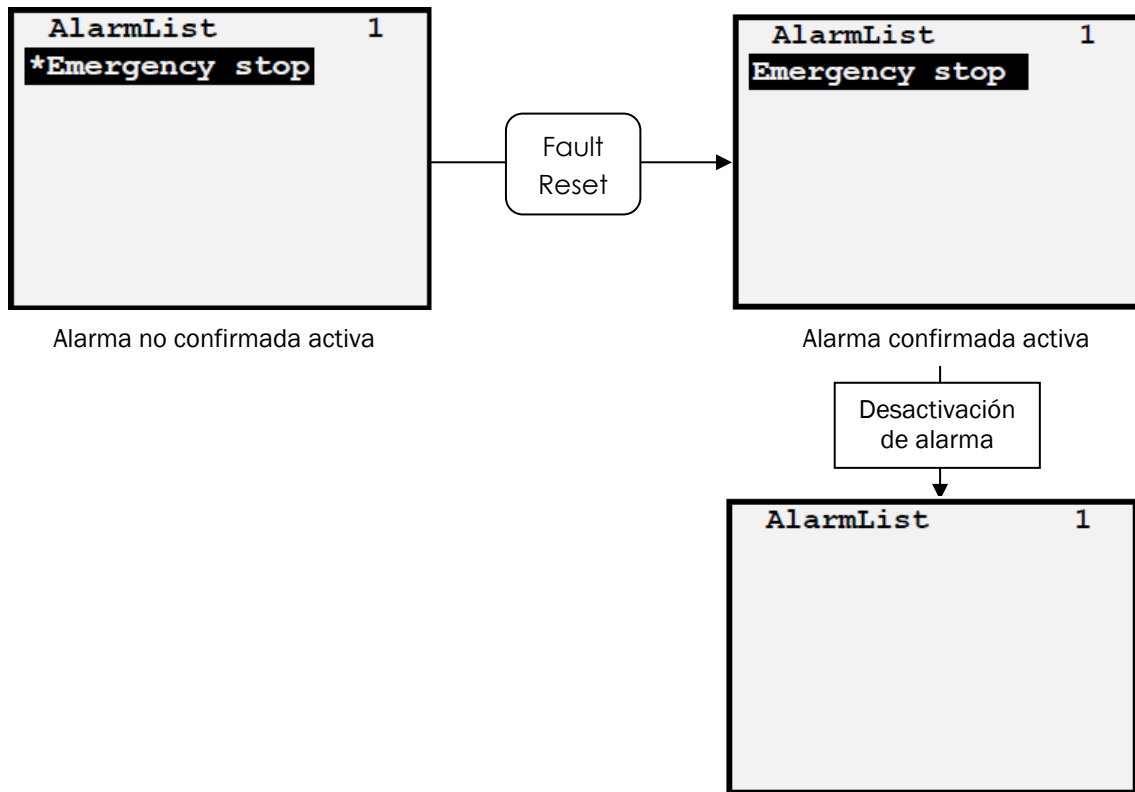 AlarmList 1
*Emergency stop
Fault
Reset
AlarmList 1
Emergency stop
Alarma no confirmada activa
Alarma confirmada activa
Desactivación
de alarma
AlarmList 1